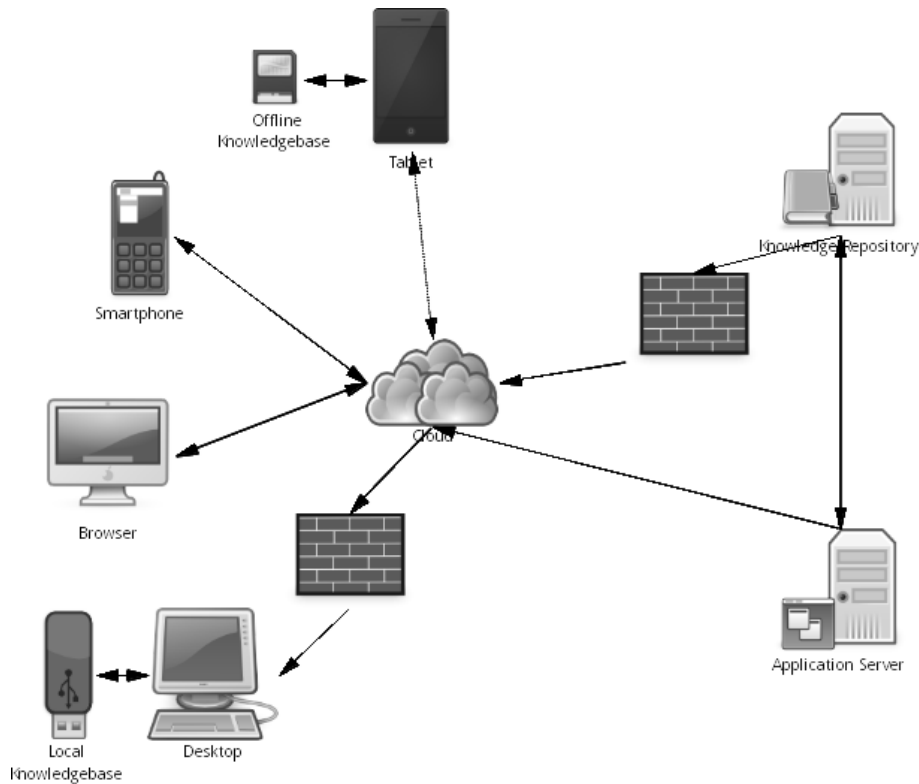 Offline
Knowledgebase
Tablet
Knowledge Repository
Smartphone
Cloud
Browser
Application Server
Local
Knowledgebase
Desktop